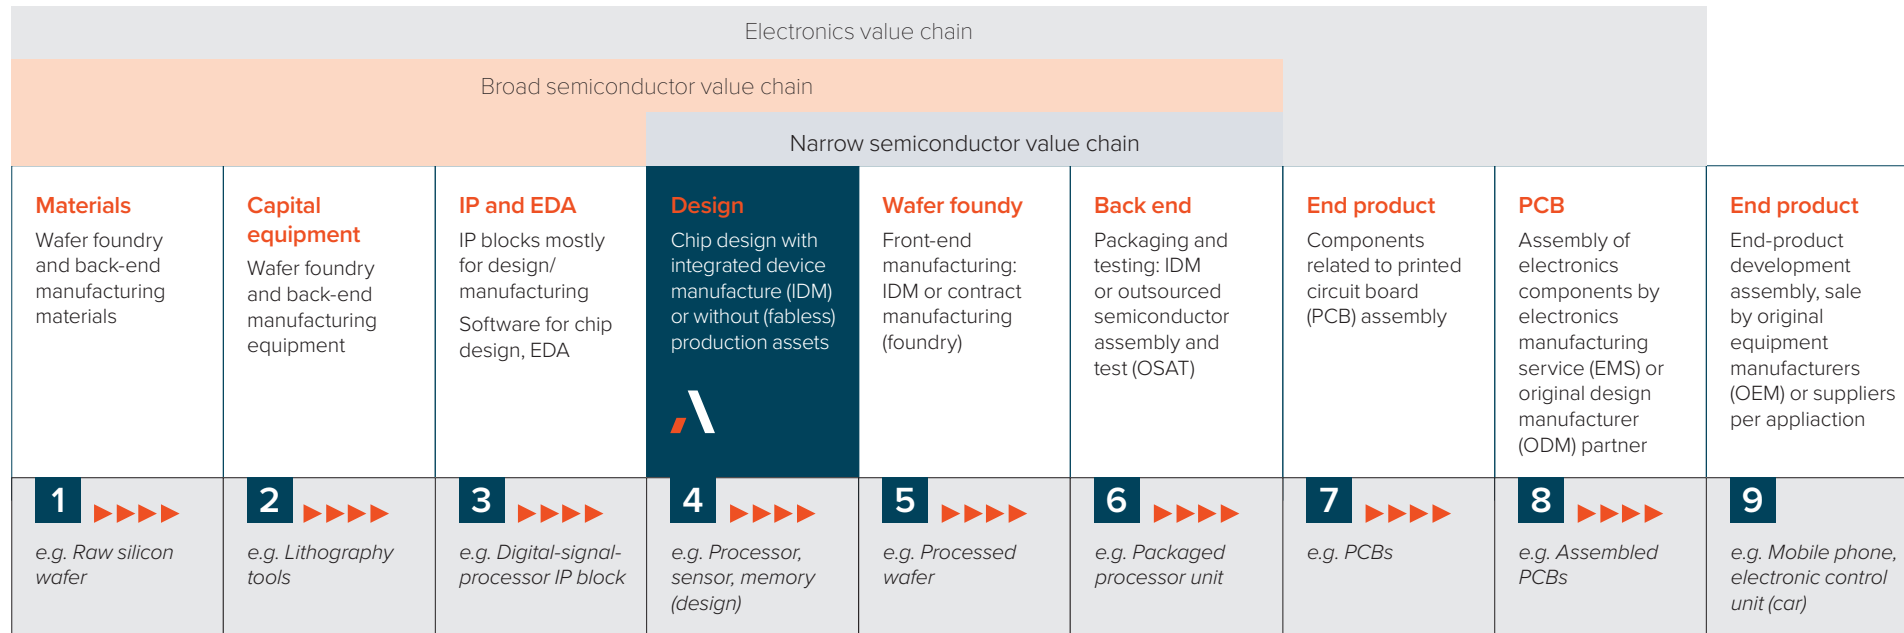 Electronics value chain
Broad semiconductor value chain
Narrow semiconductor value chain
Materials
Wafer foundry
and back-end
manufacturing
materials
Capital
equipment
Wafer foundry
and back-end
manufacturing
equipment
IP and EDA
IP blocks mostly
for design/
manufacturing
Software for chip
design, EDA
Design
Chip design with
integrated device
manufacture (IDM)
or without (fabless)
production assets
Wafer foundy
Front-end
manufacturing:
IDM or contract
manufacturing
(foundry)
Back end
Packaging and
testing: IDM
or outsourced
semiconductor
assembly and
test (OSAT)
End product
Components
related to printed
circuit board
(PCB) assembly
PCB
Assembly of
electronics
components by
electronics
manufacturing
service (EMS) or
original design
manufacturer
(ODM) partner
End product
End-product
development
assembly, sale
by original
equipment
manufacturers
(OEM) or suppliers
per appliaction
1
e.g. Raw silicon
wafer
2
e.g. Lithography
tools
3
e.g. Digital-signal-
processor IP block
4
e.g. Processor,
sensor, memory
(design)
5
e.g. Processed
wafer
6
e.g. Packaged
processor unit
7
e.g. PCBs
8
e.g. Assembled
PCBs
9
e.g. Mobile phone,
electronic control
unit (car)